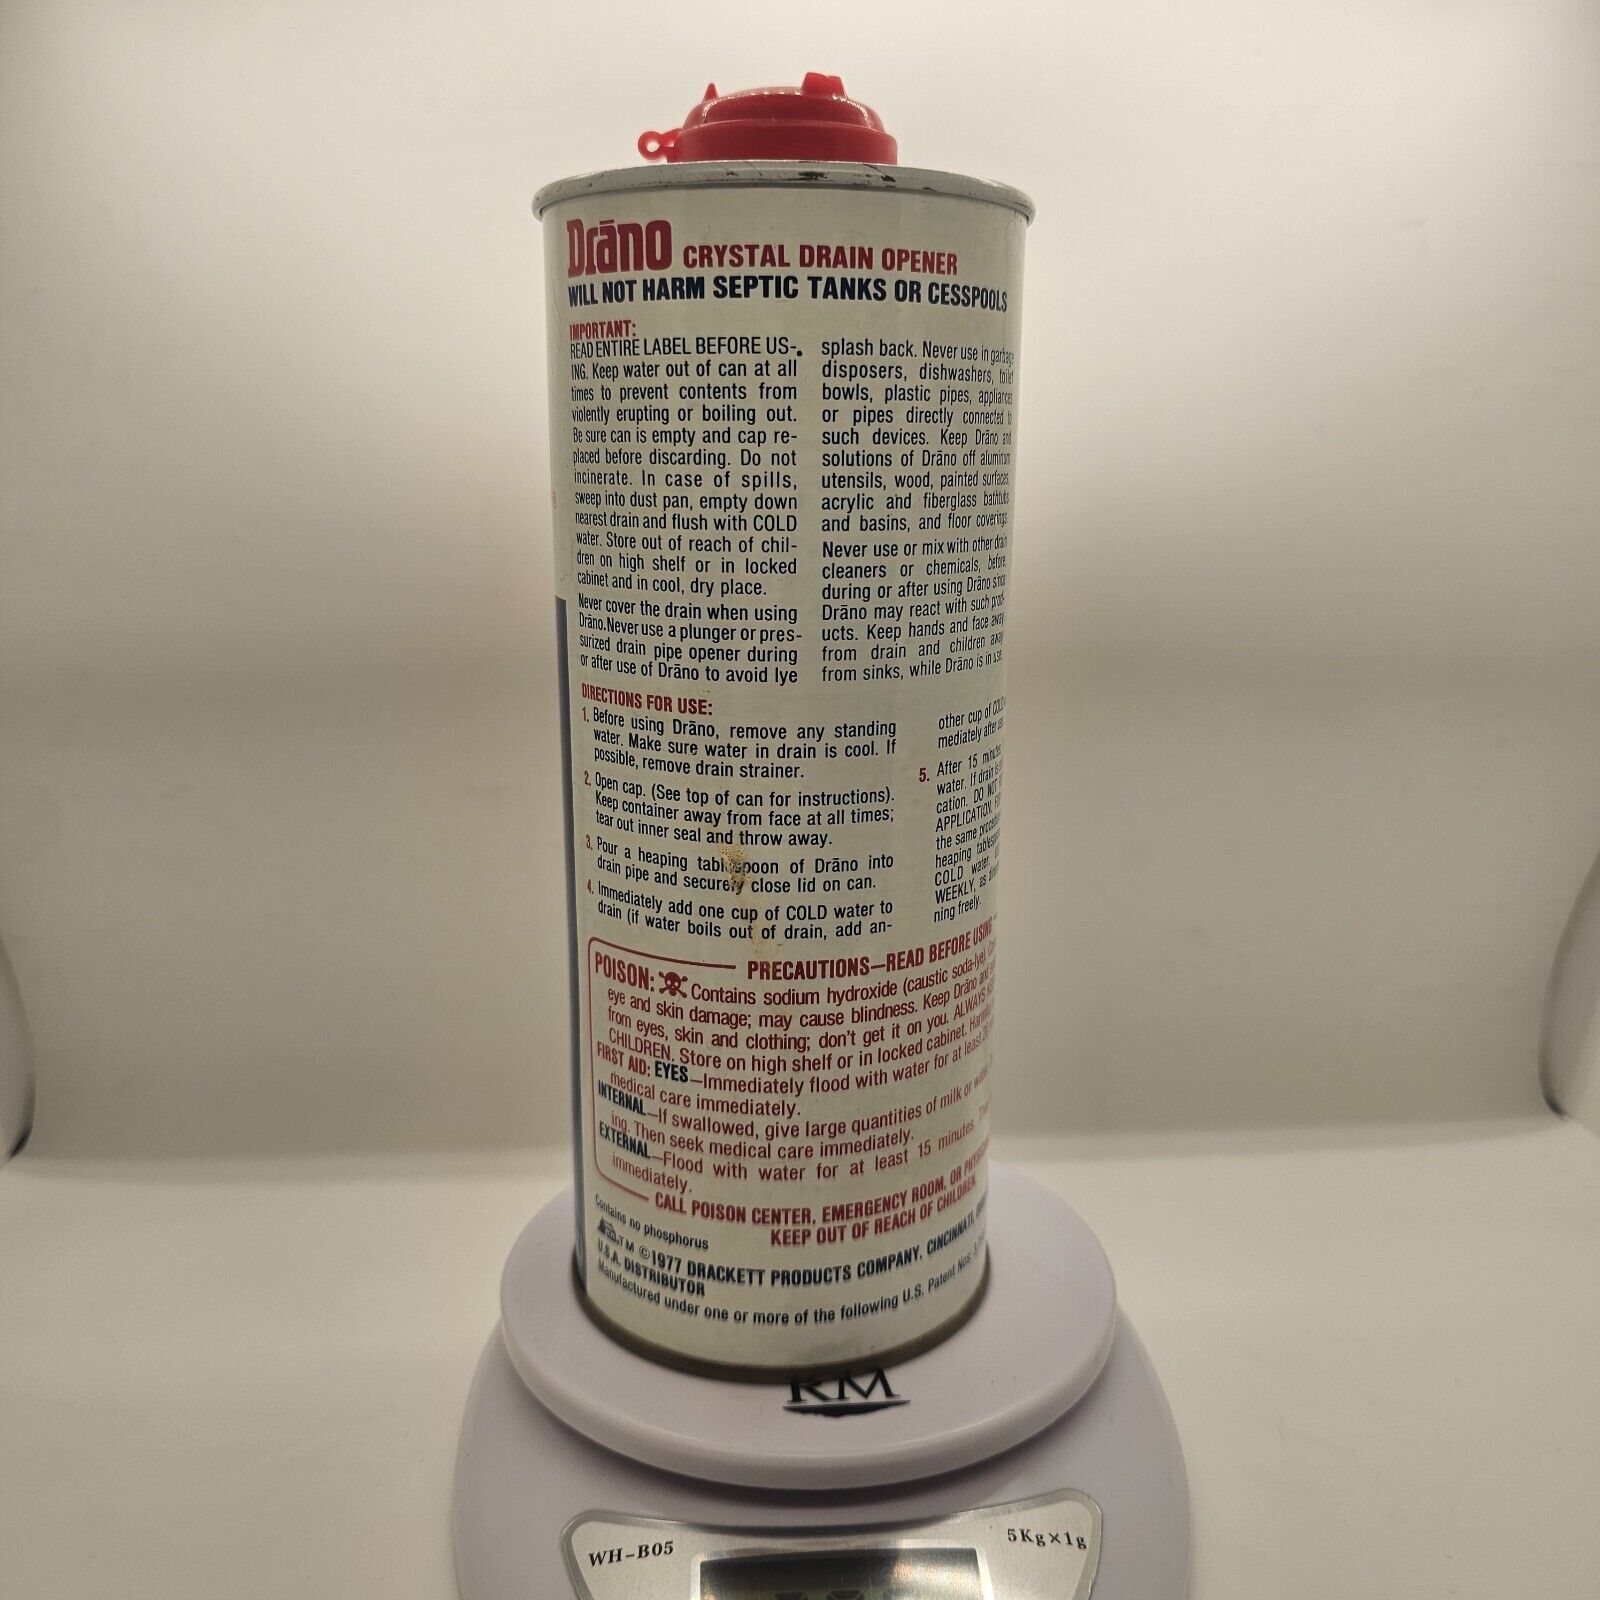 Drāno CRYSTAL DRAIN OPENER
WILL NOT HARM SEPTIC TANKS OR CESSPOOLS
IMPORTANT:
READ ENTIRE LABEL BEFORE US-
ING. Keep water out of can at all
times to prevent contents from
violently erupting or boiling out.
Be sure can is empty and cap re-
placed before discarding. Do not
incinerate. In case of spills,
sweep into dust pan, empty down
nearest drain and flush with COLD
water. Store out of reach of chil-
dren on high shelf or in locked
cabinet and in cool, dry place.
Never cover the drain when using
Drāno. Never use a plunger or pres-
surized drain pipe opener during
or after use of Drāno to avoid lye
splash back. Never use in garbage
disposers, dishwashers, toilet
bowls, plastic pipes, appliances
or pipes directly connected to
such devices. Keep Drāno and
solutions of Drāno off aluminum
utensils, wood, painted surfaces,
acrylic and fiberglass bathtubs
and basins, and floor coverings.
Never use or mix with other drain
cleaners or chemicals, before,
during or after using Drāno since
Drāno may react with such prod-
ucts. Keep hands and face away
from drain and children away
from sinks, while Drāno is in use.
DIRECTIONS FOR USE:
1. Before using Drāno, remove any standing
water. Make sure water in drain is cool. If
possible, remove drain strainer.
2. Open cap. (See top of can for instructions).
Keep container away from face at all times;
tear out inner seal and throw away.
3. Pour a heaping tablespoon of Drāno into
drain pipe and securely close lid on can.
4. Immediately add one cup of COLD water to
drain (if water boils out of drain, add an-
other cup of COLD
mediately after
5. After 15 minutes
water. If drain is
cation. DO NOT
APPLICATION.
the same
heaping
COLD water.
WEEKLY, as
ning freely.
PRECAUTIONS—READ BEFORE USING
POISON: Contains sodium hydroxide (caustic soda-lye).
eye and skin damage; may cause blindness. Keep Drāno and
from eyes, skin and clothing; don't get it on you. ALWAYS
CHILDREN. Store on high shelf or in locked cabinet.
FIRST AID: EYES—Immediately flood with water for at least 20
medical care immediately.
INTERNAL—If swallowed, give large quantities of milk or water.
ing. Then seek medical care immediately.
EXTERNAL—Flood with water for at least 15 minutes.
immediately.
CALL POISON CENTER, EMERGENCY ROOM, OR
KEEP OUT OF REACH OF CHILDREN.
Contains no phosphorus
TM ©1977 DRACKETT PRODUCTS COMPANY, CINCINNATI,
U.S.A. DISTRIBUTOR
Manufactured under one or more of the following U.S. Patent Nos:
RM
WH-B05
5Kg×1g